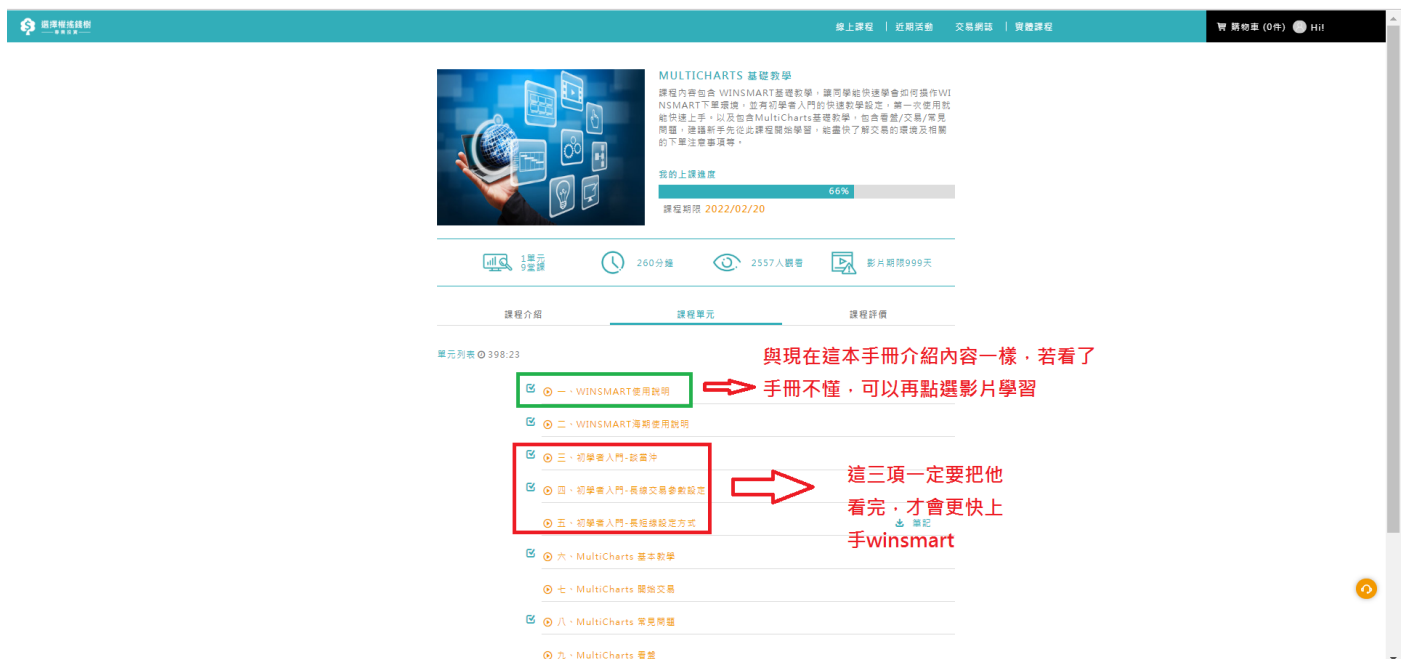 選擇權搖錢樹
線上課程 | 近期活動 交易網誌 | 實體課程
購物車 (0件) Hi!
MULTICHARTS 基礎教學
課程內容包含 WINSMART基礎教學，讓同學能快速學會如何操作WI
NSMART下單環境，並有初學者入門的快速教學設定，第一次使用就
能快速上手。以及包含MultiCharts基礎教學，包含看盤/交易/常見
問題，建議新手先從此課程開始學習，能盡快了解交易的環境及相關
的下單注意事項等。
我的上課進度
66%
課程期限 2022/02/20
1單元
9堂課
260分鐘
2557人觀看
影片期限999天
課程介紹
課程單元
課程評價
單元列表 398:23
與現在這本手冊介紹內容一樣，若看了
手冊不懂，可以再點選影片學習
一、WINSMART使用說明
二、WINSMART海期使用說明
三、初學者入門-談當沖
四、初學者入門-長線交易參數設定
五、初學者入門-長短線設定方式
筆記
這三項一定要把他
看完，才會更快上
手winsmart
六、MultiCharts 基本教學
七、MultiCharts 開始交易
八、MultiCharts 常見問題
九、MultiCharts 看盤